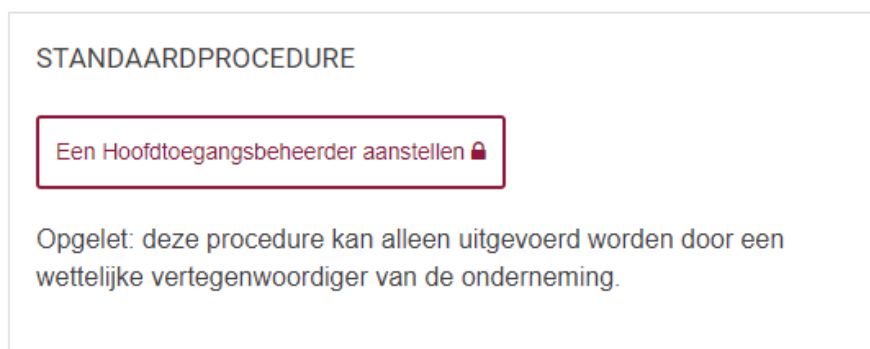 STANDAARDPROCEDURE
Een Hoofdtoegangsbeheerder aanstellen
Opgelet: deze procedure kan alleen uitgevoerd worden door een
wettelijke vertegenwoordiger van de onderneming.